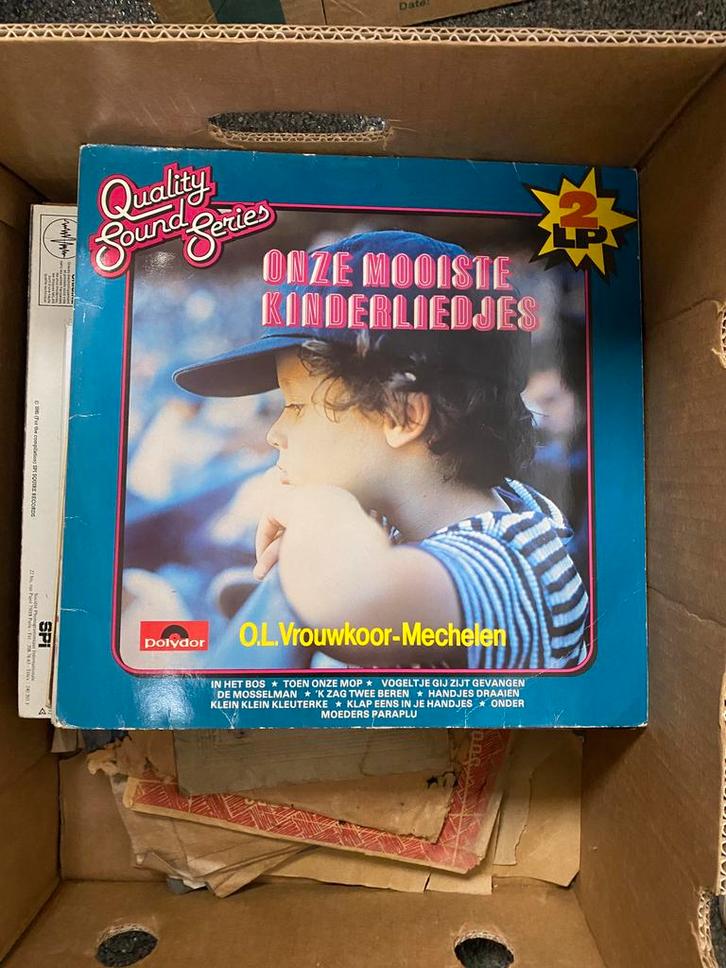 Date:
Quality
Sound Series
2
LP
ONZE MOOISTE
KINDERLIEDJES
polydor
O.L.Vrouwkoor-Mechelen
IN HET BOS ★ TOEN ONZE MOP ★ VOGELTJE GIJ ZIJT GEVANGEN
DE MOSSELMAN ★ 'K ZAG TWEE BEREN ★ HANDJES DRAAIEN
KLEIN KLEIN KLEUTERKE ★ KLAP EENS IN JE HANDJES ★ ONDER
MOEDERS PARAPLU
SPI